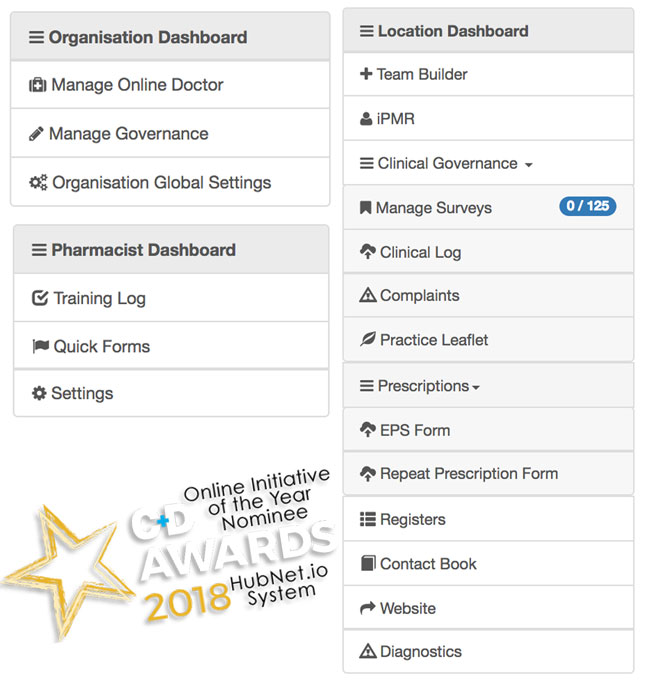 Organisation Dashboard
Manage Online Doctor
Manage Governance
Organisation Global Settings
Pharmacist Dashboard
Training Log
Quick Forms
Settings
Online Initiative
of the Year
Nominee
C+D
AWARDS
2018
HubNet.io
System
Location Dashboard
Team Builder
iPMR
Clinical Governance
Manage Surveys 0 / 125
Clinical Log
Complaints
Practice Leaflet
Prescriptions
EPS Form
Repeat Prescription Form
Registers
Contact Book
Website
Diagnostics